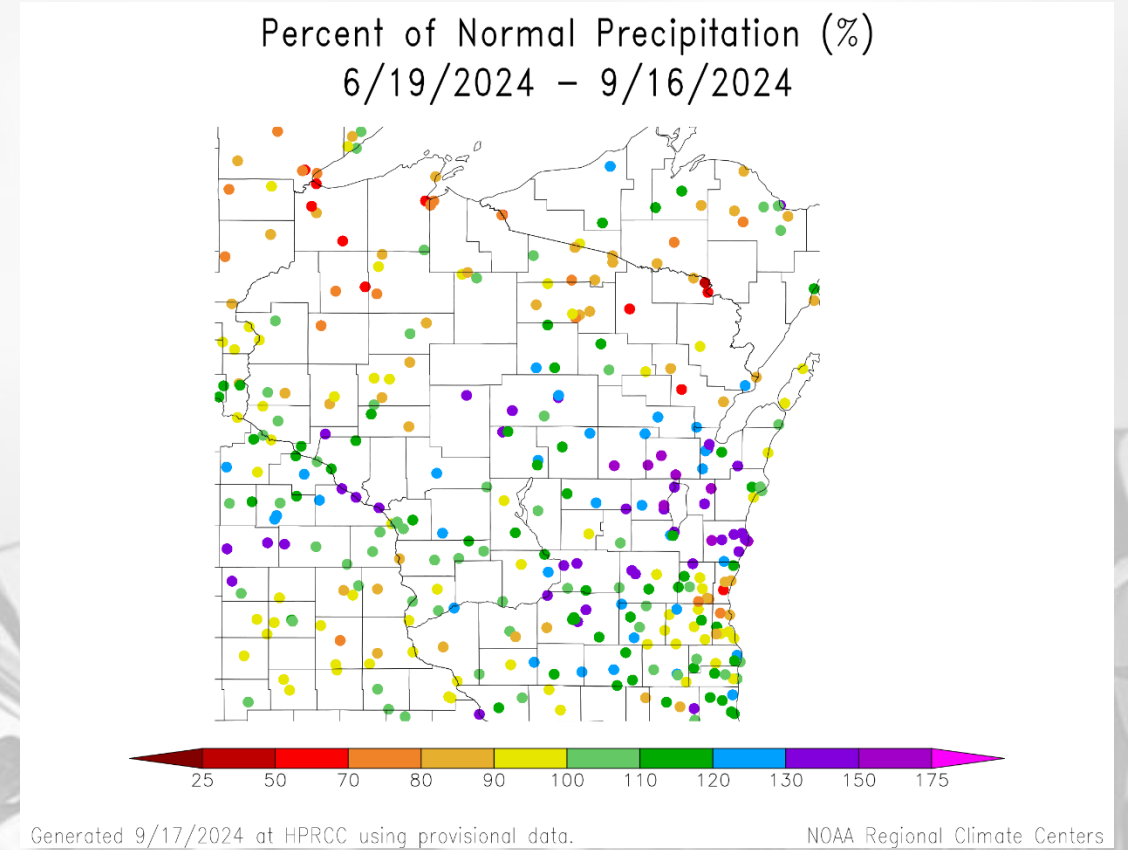 Percent of Normal Precipitation (%)
6/19/2024 – 9/16/2024
25 50 70 80 90 100 110 120 130 150 175
Generated 9/17/2024 at HPRCC using provisional data.
NOAA Regional Climate Centers